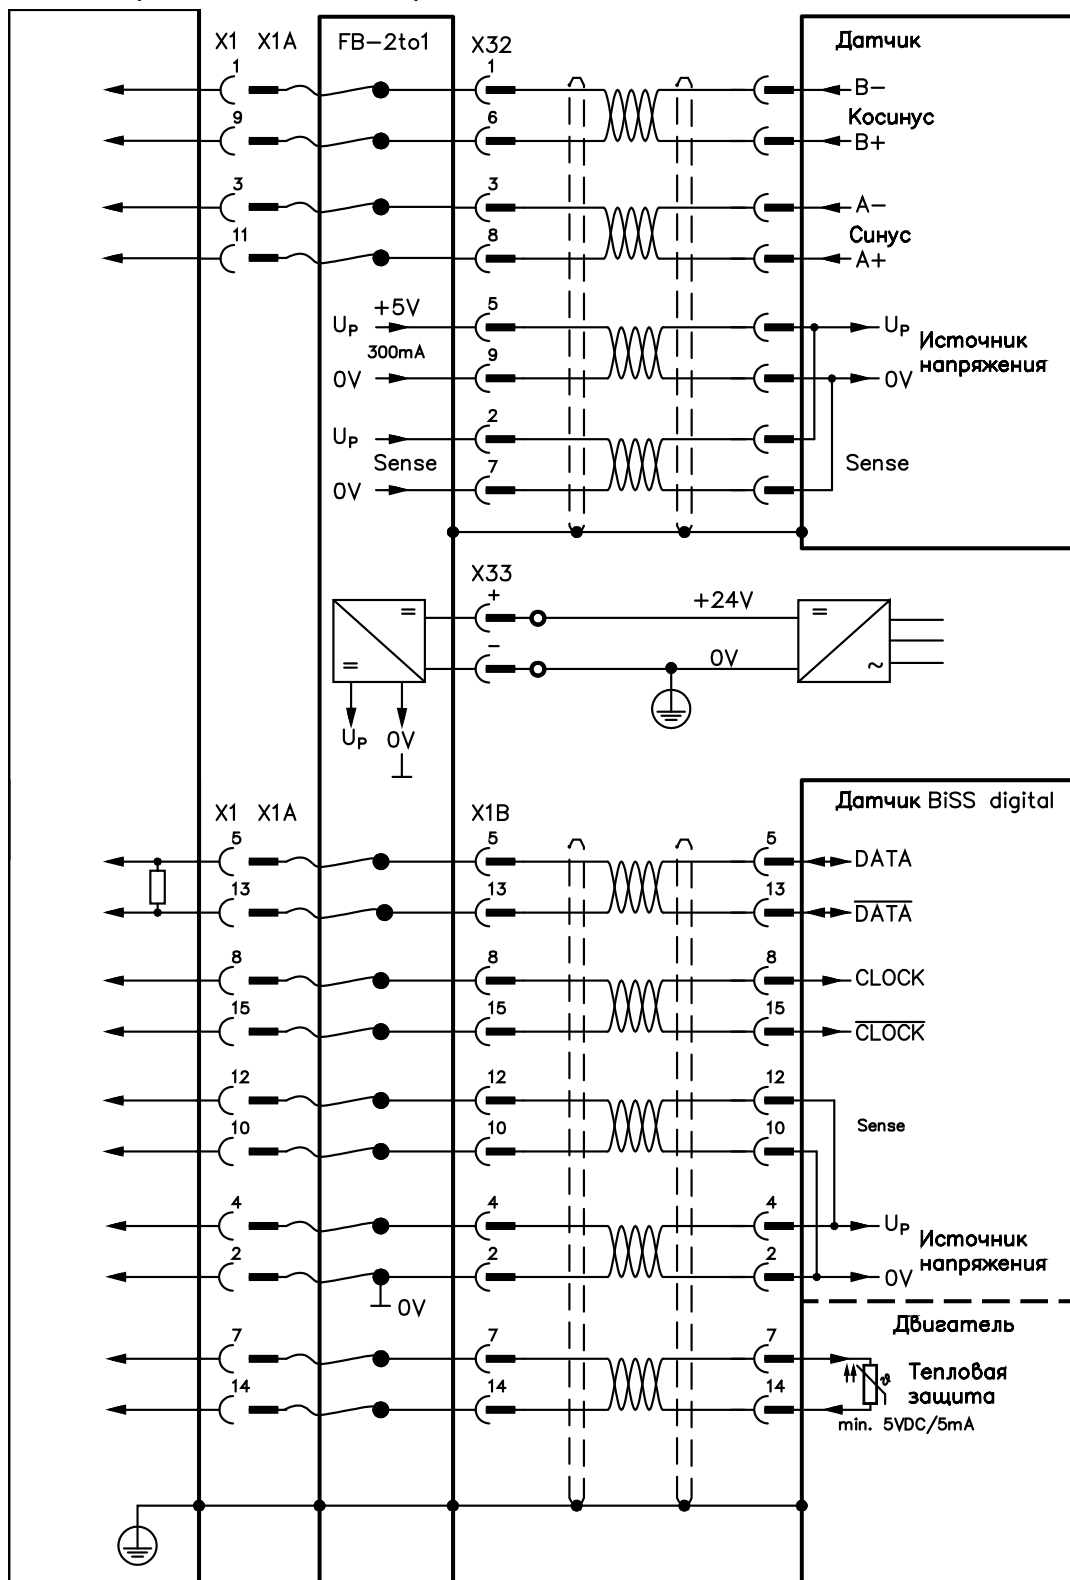 X1 X1A FB-2to1 X32 Датчик
1 1 B-
Косинус
9 6 B+
3 3 A-
Синус
11 8 A+
+5V 5
UP UP Источник
300mA 9 напряжения
0V 0V
2
UP
Sense Sense
7
0V
X33
+ +24V =
=
- 0V
= ~
UP 0V
Датчик BiSS digital
X1 X1A X1B
5 5 5 DATA
13 13 13 DATA
8 8 8 CLOCK
15 15 15 CLOCK
12 12 12
Sense
10 10 10
4 4 4 UP Источник
2 2 2 напряжения
0V
0V
Двигатель
7 7 7
ϑ Тепловая
14 14 14 защита
min. 5VDC/5mA